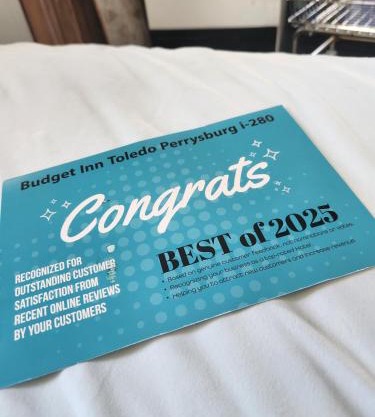 Budget Inn Toledo Perrysburg i-280
Congrats
BEST of 2025
• Based on genuine customer feedback, not nominations or votes.
• Recognizing your business as a top-rated Hotel.
• Helping you to attract new customers and increase revenue.
RECOGNIZED FOR
OUTSTANDING CUSTOMER
SATISFACTION FROM
RECENT ONLINE REVIEWS
BY YOUR CUSTOMERS